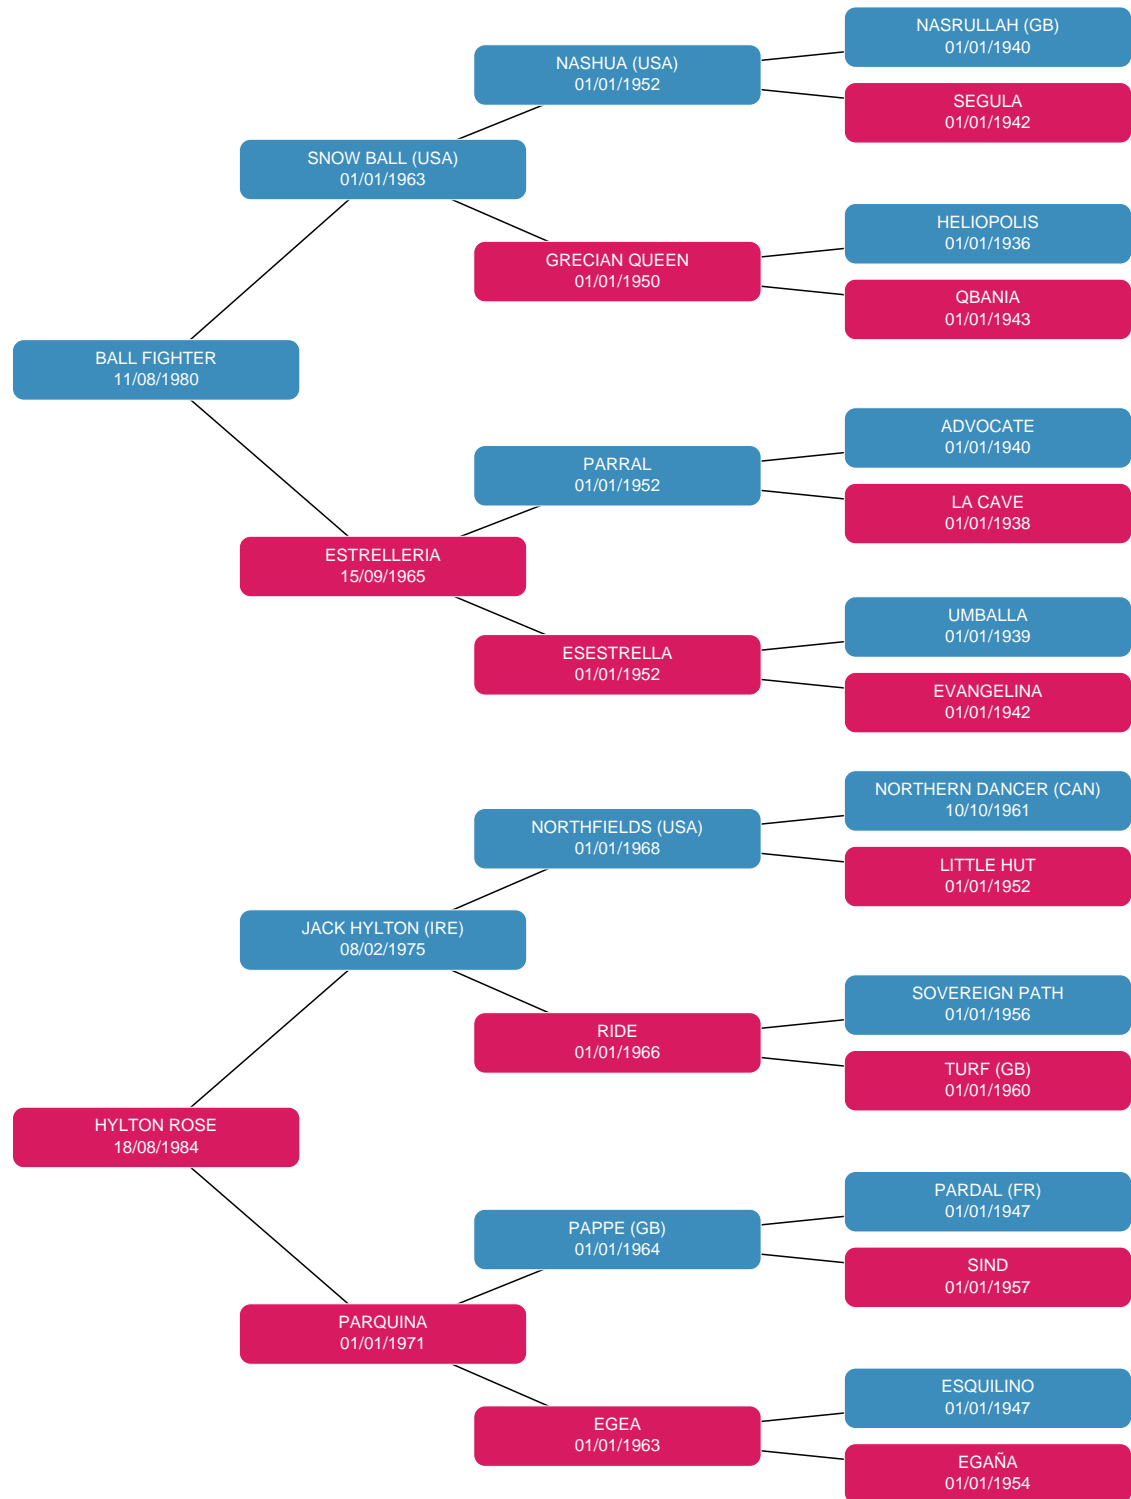 NASRULLAH (GB)
01/01/1940
NASHUA (USA)
01/01/1952
SEGULA
01/01/1942
SNOW BALL (USA)
01/01/1963
HELIOPOLIS
01/01/1936
GRECIAN QUEEN
01/01/1950
QBANIA
01/01/1943
BALL FIGHTER
11/08/1980
ADVOCATE
01/01/1940
PARRAL
01/01/1952
LA CAVE
01/01/1938
ESTRELLERIA
15/09/1965
UMBALLA
01/01/1939
ESESTRELLA
01/01/1952
EVANGELINA
01/01/1942
NORTHERN DANCER (CAN)
10/10/1961
NORTHFIELDS (USA)
01/01/1968
LITTLE HUT
01/01/1952
JACK HYLTON (IRE)
08/02/1975
SOVEREIGN PATH
01/01/1956
RIDE
01/01/1966
TURF (GB)
01/01/1960
HYLTON ROSE
18/08/1984
PARDAL (FR)
01/01/1947
PAPPE (GB)
01/01/1964
SIND
01/01/1957
PARQUINA
01/01/1971
ESQUILINO
01/01/1947
EGEA
01/01/1963
EGAÑA
01/01/1954